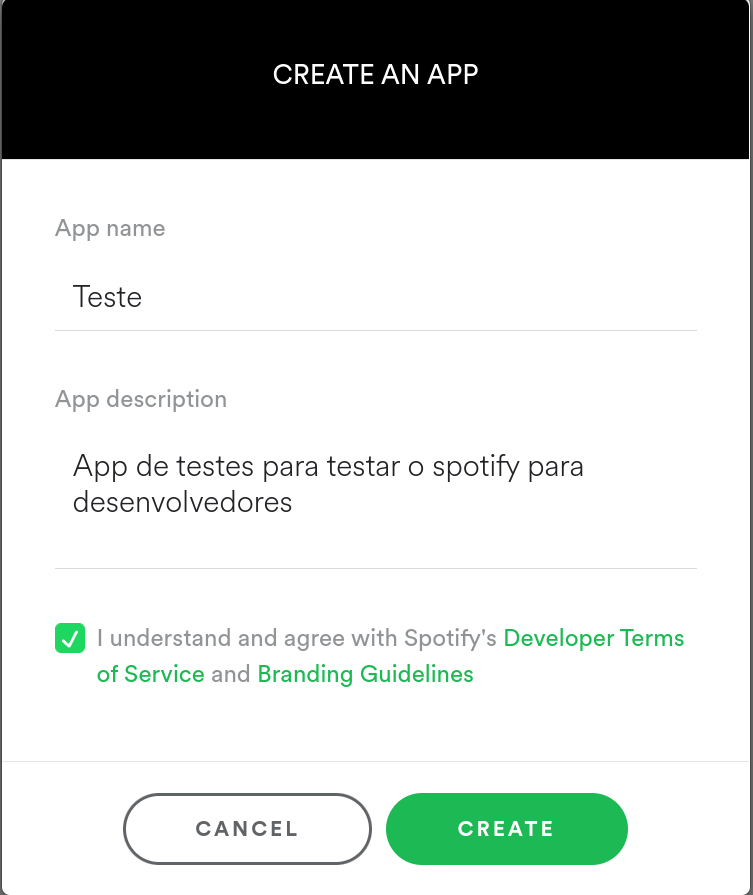 CREATE AN APP
App name
Teste
App description
App de testes para testar o spotify para
desenvolvedores
I understand and agree with Spotify's Developer Terms
of Service and Branding Guidelines
CANCEL CREATE